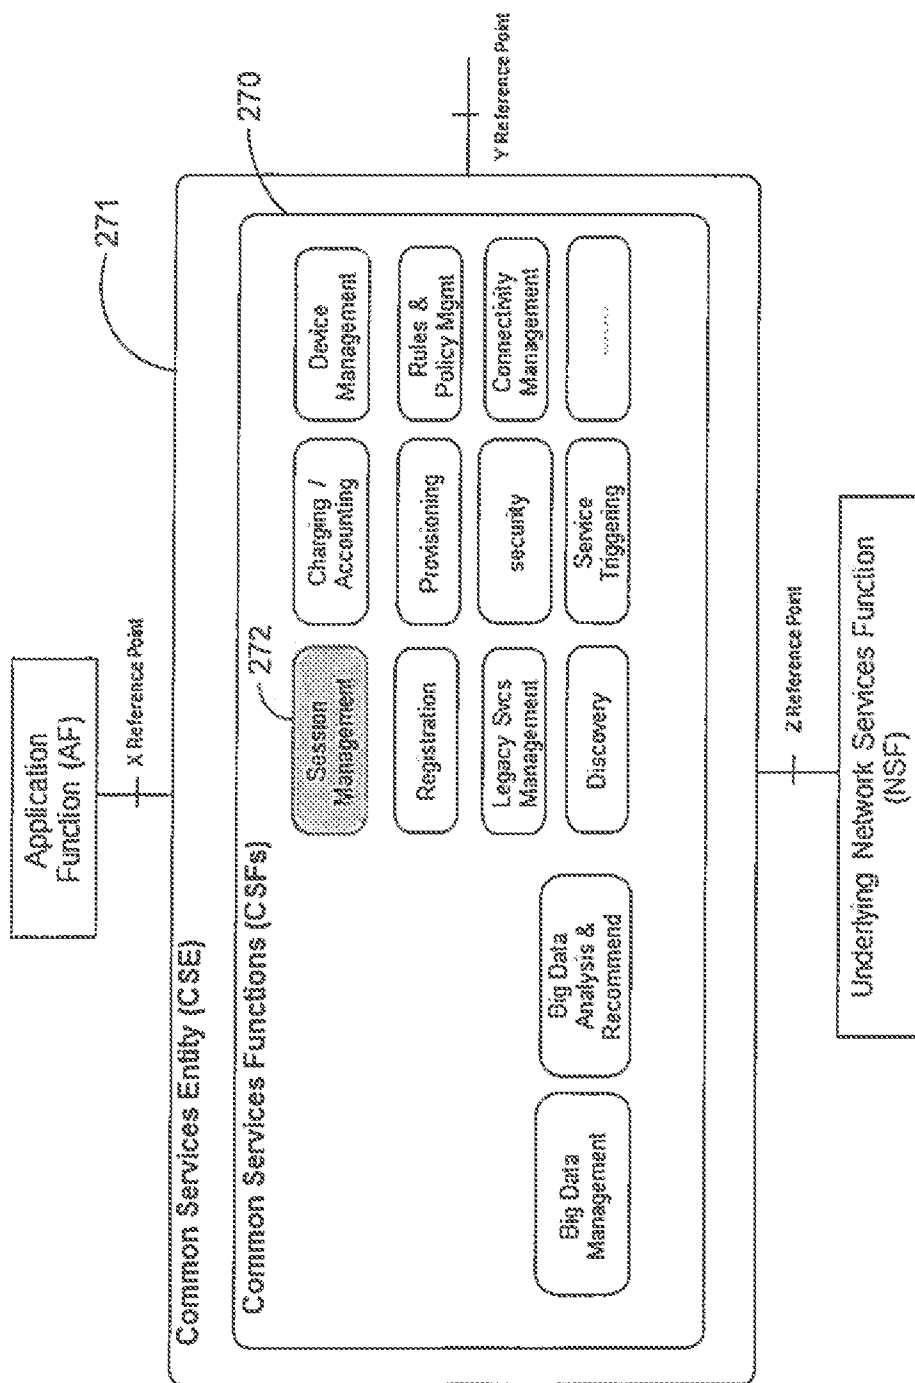 Application
Function (AF)
X Reference Point
271
Common Services Entity (CSE)
270
Common Services Functions (CSFs)
272
Session
Management
Charging /
Accounting
Device
Management
Registration
Provisioning
Rules &
Policy Mgmt
Legacy Svcs
Management
security
Connectivity
Management
Big Data
Management
Big Data
Analysis &
Recommend
Discovery
Service
Triggering
........
Y Reference Point
Z Reference Point
Underlying Network Services Function
(NSF)